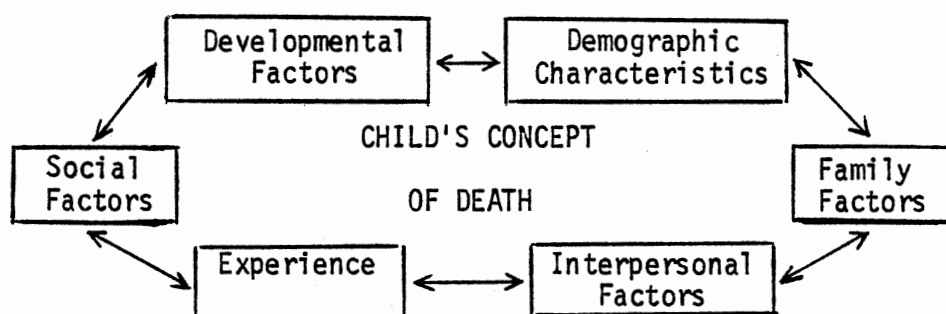 Developmental
Factors
Demographic
Characteristics
CHILD'S CONCEPT
OF DEATH
Social
Factors
Family
Factors
Experience
Interpersonal
Factors